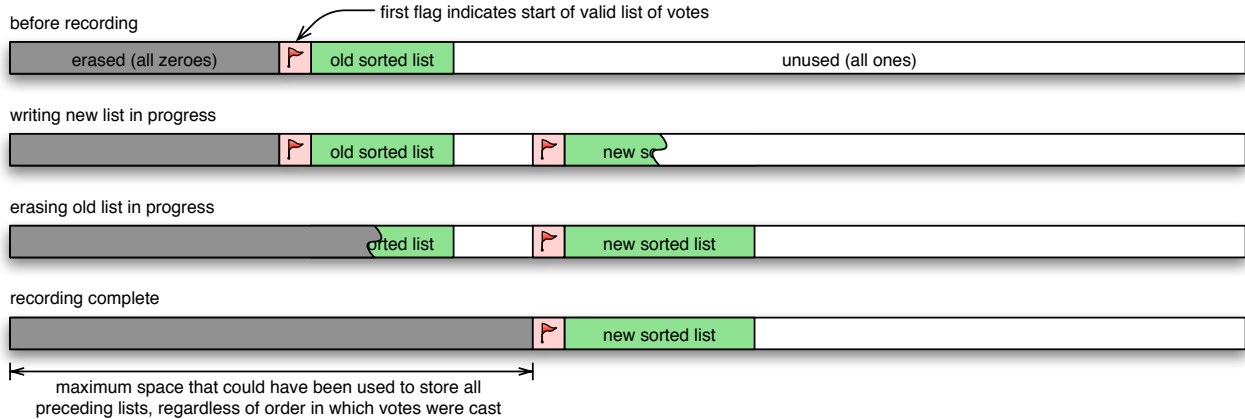 first flag indicates start of valid list of votes
before recording
erased (all zeroes) old sorted list unused (all ones)
writing new list in progress
old sorted list new so
erasing old list in progress
orted list new sorted list
recording complete
new sorted list
maximum space that could have been used to store all
preceding lists, regardless of order in which votes were cast